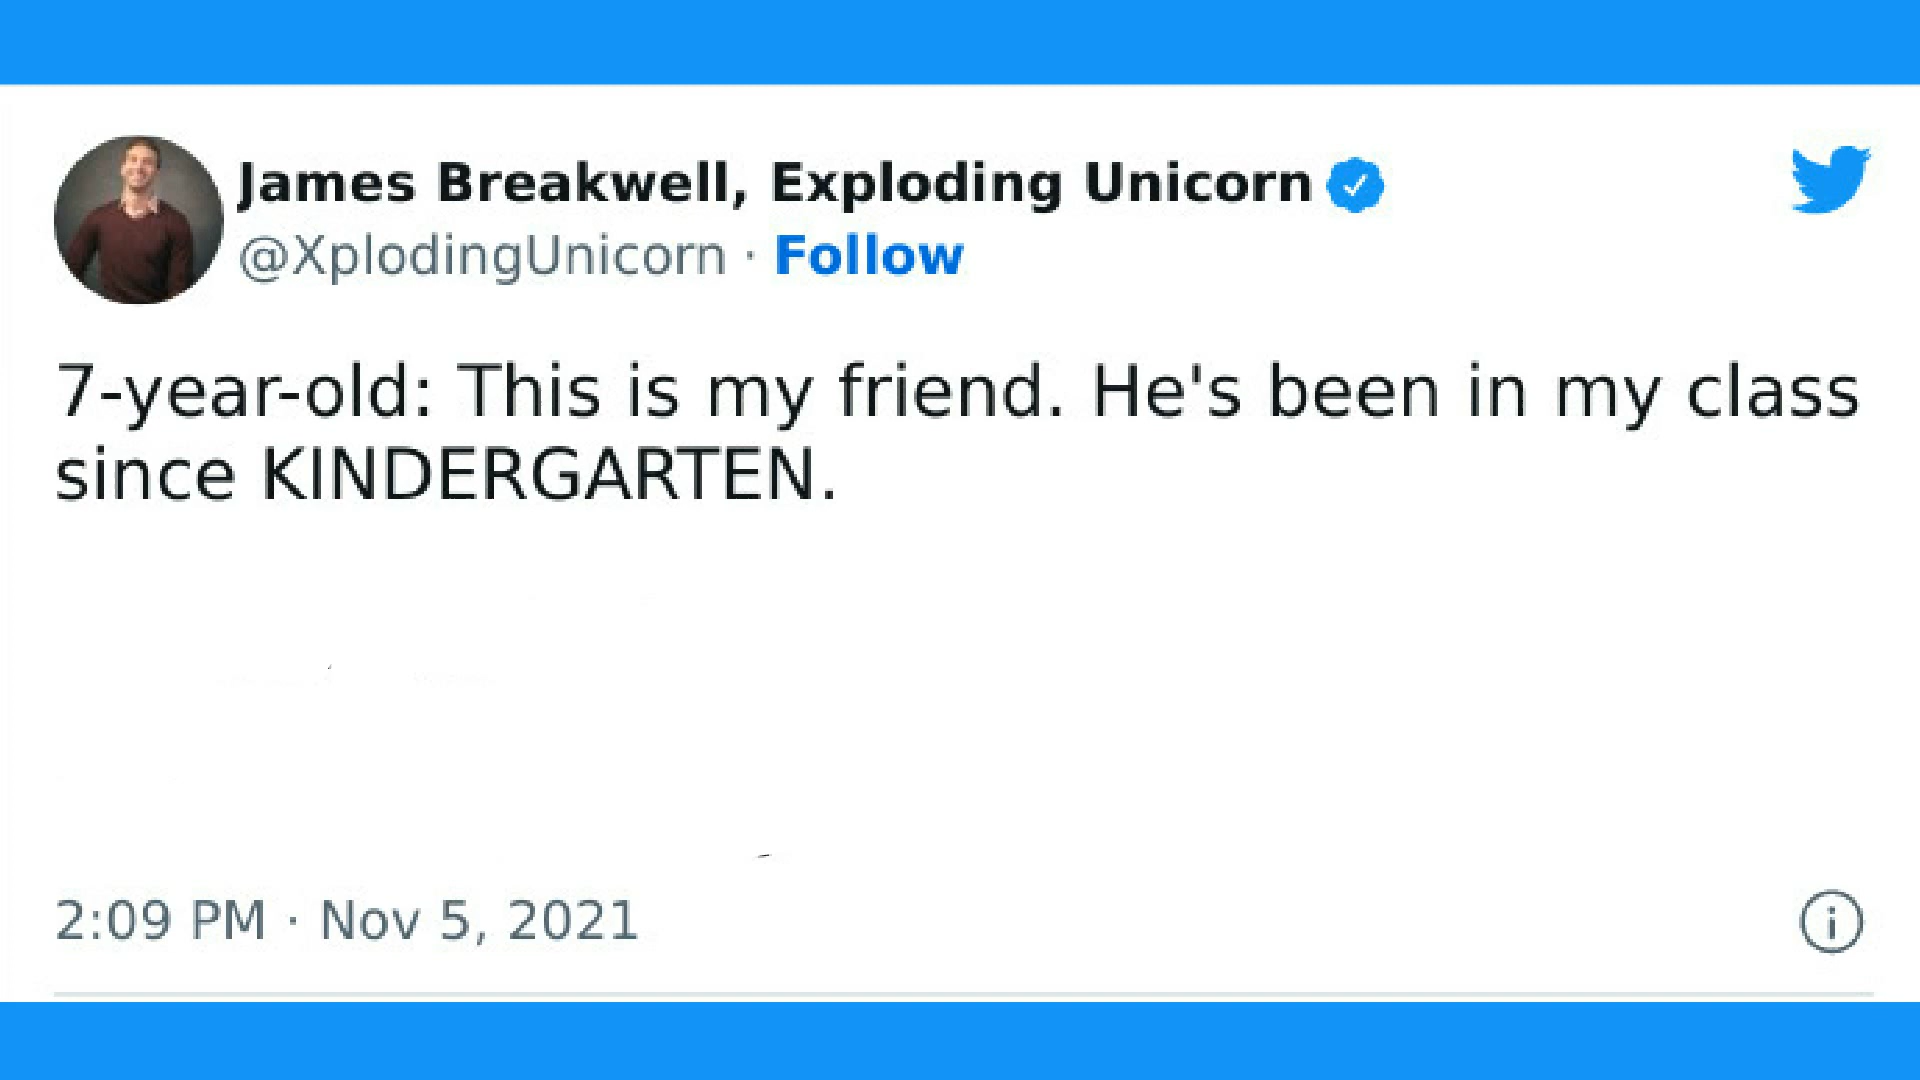 James Breakwell, Exploding Unicorn
@XplodingUnicorn · Follow
7-year-old: This is my friend. He's been in my class
since KINDERGARTEN.
2:09 PM · Nov 5, 2021